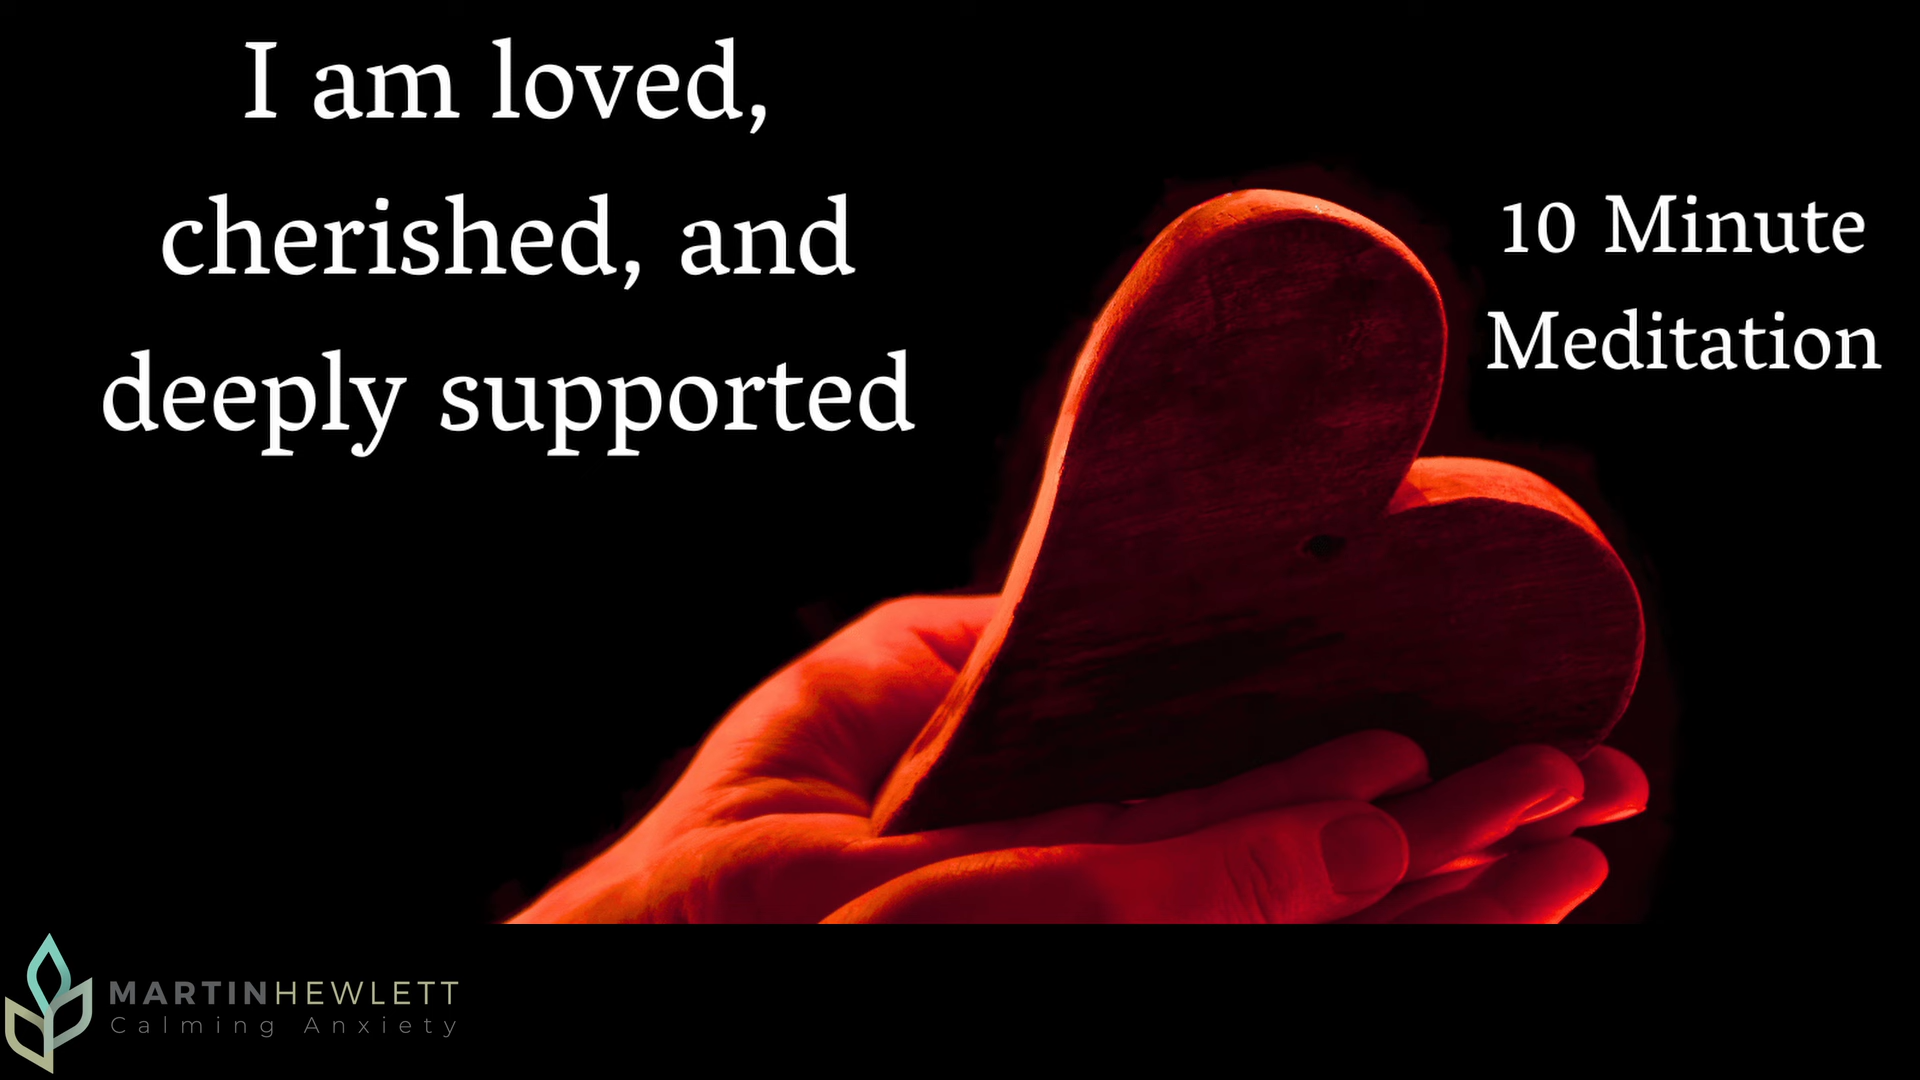 I am loved,
cherished, and
deeply supported
10 Minute
Meditation
MARTINHEWLETT
Calming Anxiety